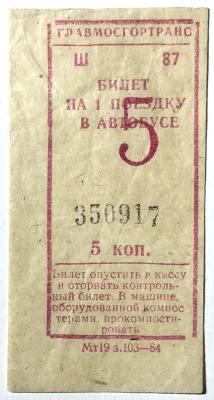 ГЛАВМОСГОРТРАНС
Ш 87
БИЛЕТ
НА 1 ПОЕЗДКУ
В АВТОБУСЕ
5
350917
5 КОП.
Билет опустить в кассу
и оторвать контроль-
ный билет. В машине,
оборудованной компос-
терами, прокомпости-
ровать
Мт19 з.103—84